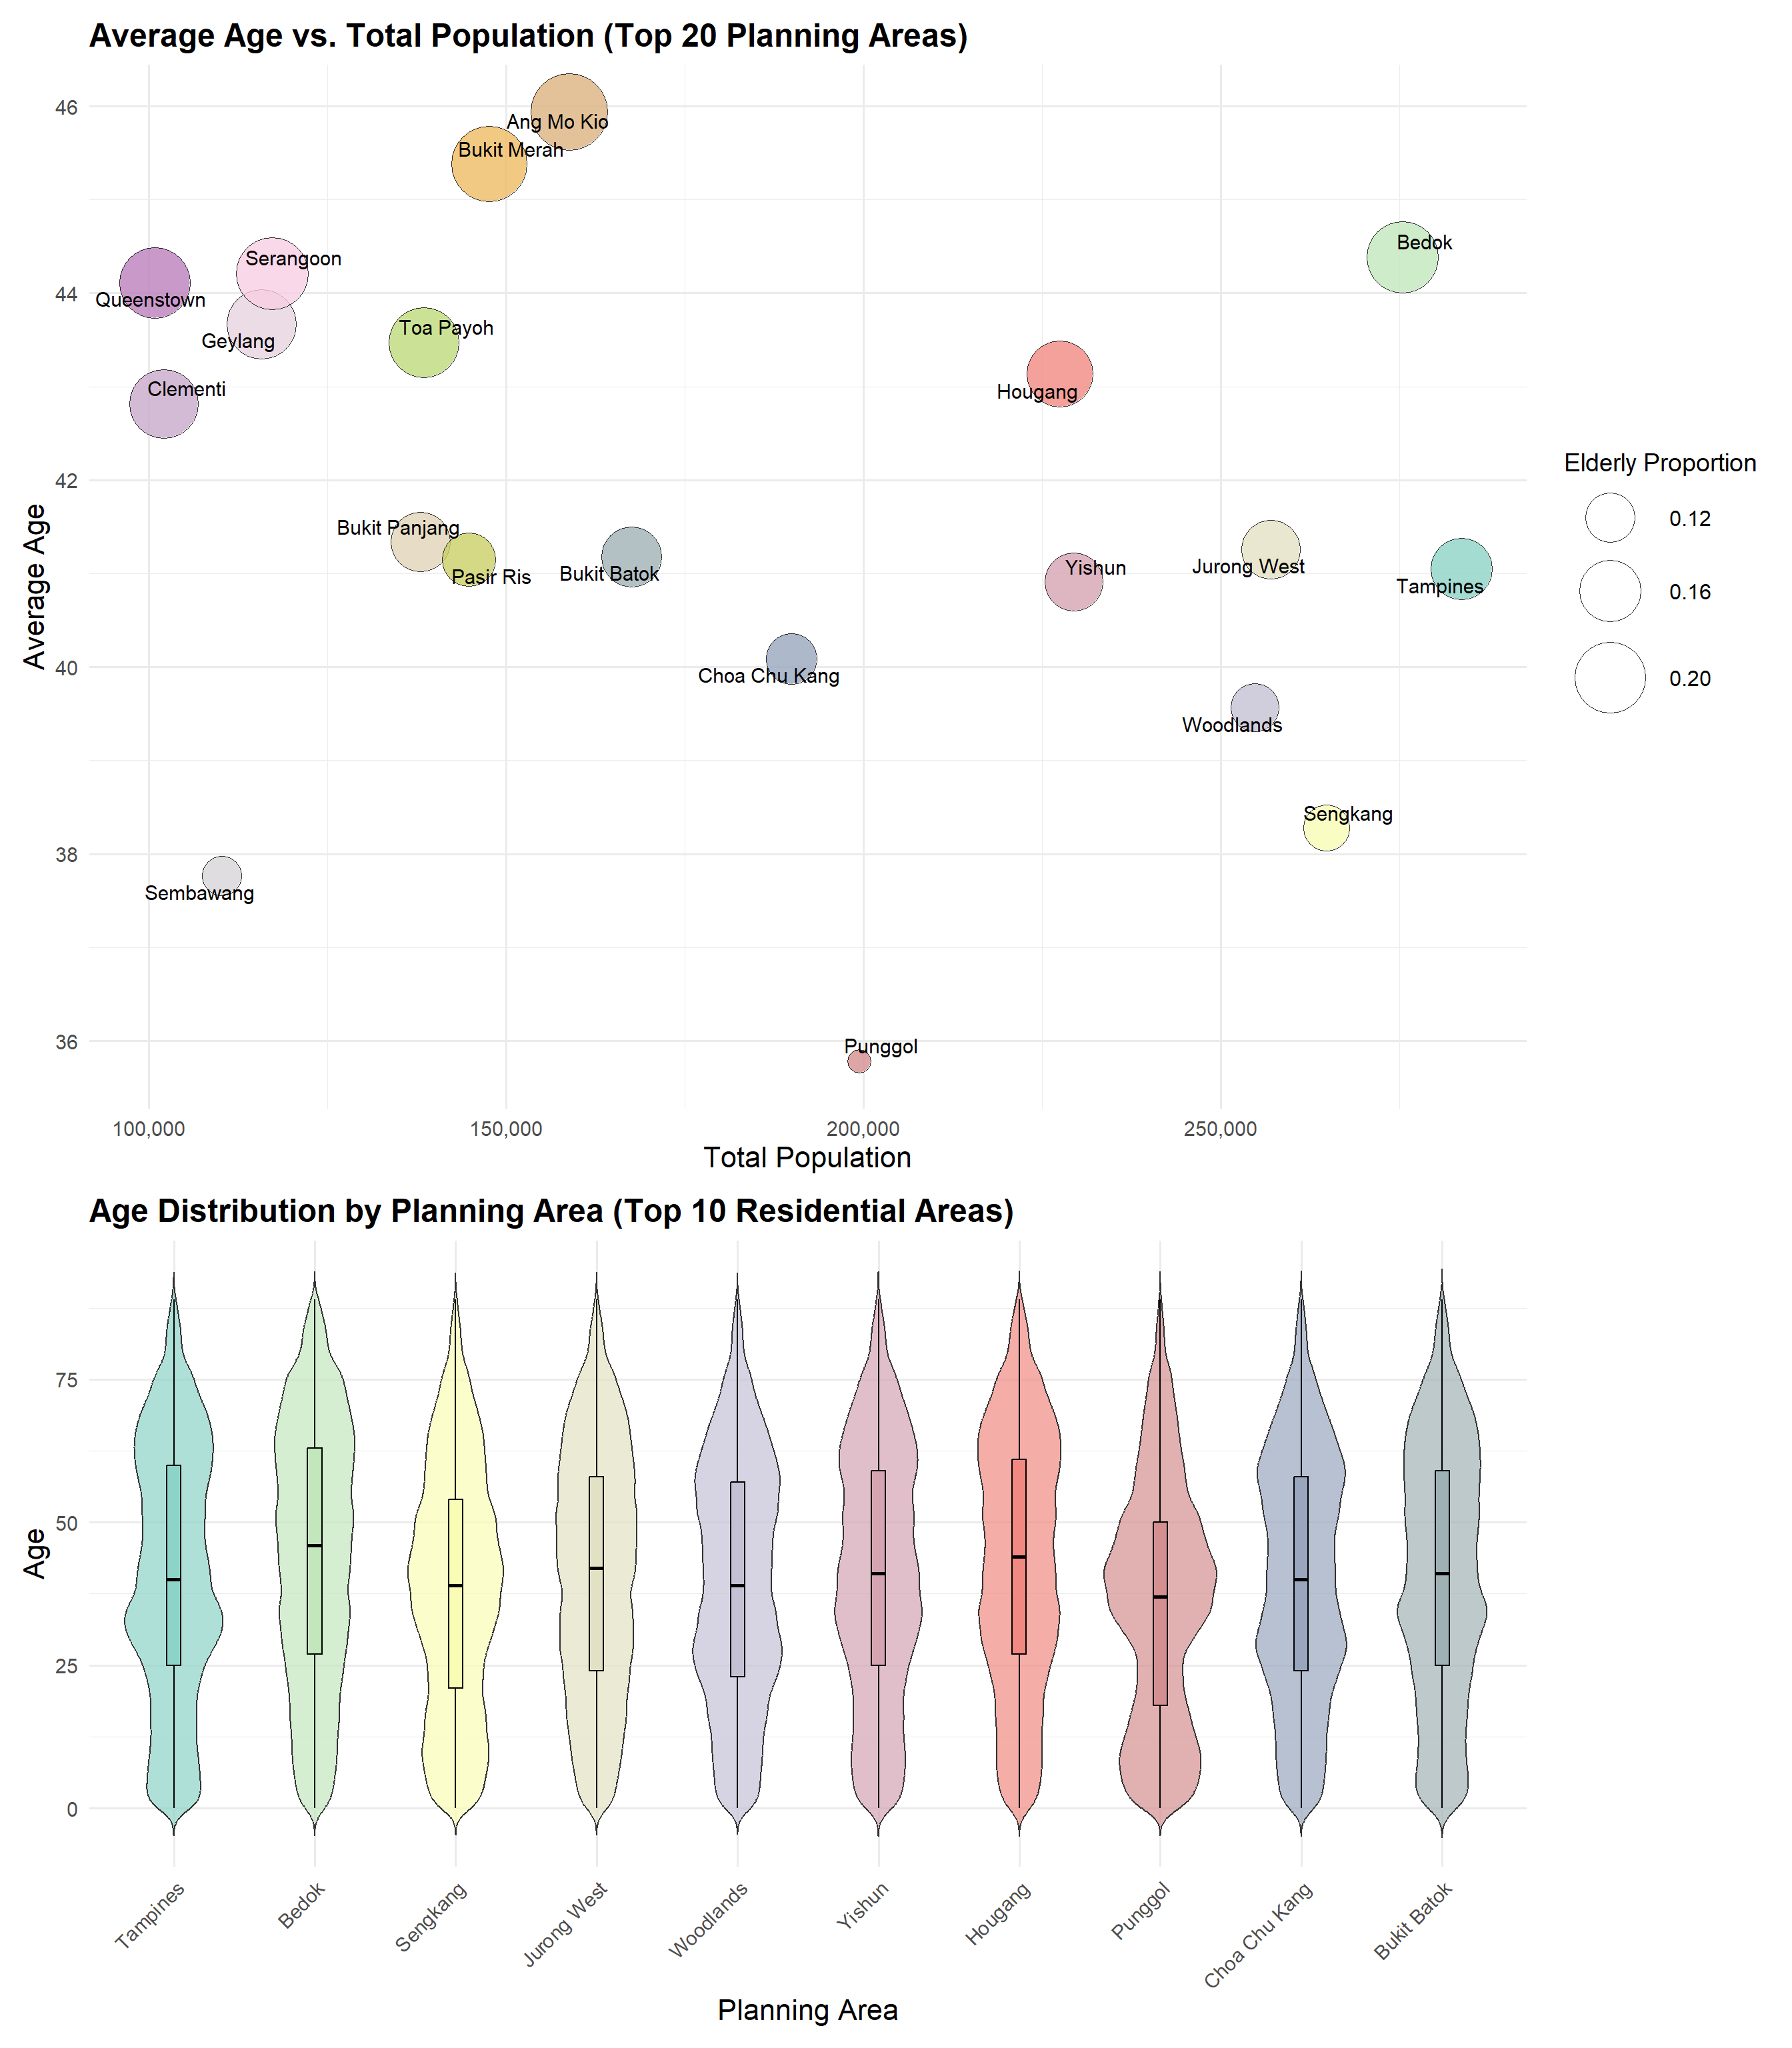 Average Age vs. Total Population (Top 20 Planning Areas)
46
44
42
40
38
36
Average Age
Ang Mo Kio
Bukit Merah
Bedok
Serangoon
Queenstown
Geylang
Toa Payoh
Clementi
Hougang
Bukit Panjang
Pasir Ris
Bukit Batok
Yishun
Jurong West
Tampines
Choa Chu Kang
Woodlands
Sengkang
Sembawang
Punggol
100,000
150,000
200,000
250,000
Total Population
Elderly Proportion
0.12
0.16
0.20
Age Distribution by Planning Area (Top 10 Residential Areas)
75
50
25
0
Age
Tampines
Bedok
Sengkang
Jurong West
Woodlands
Yishun
Hougang
Punggol
Choa Chu Kang
Bukit Batok
Planning Area